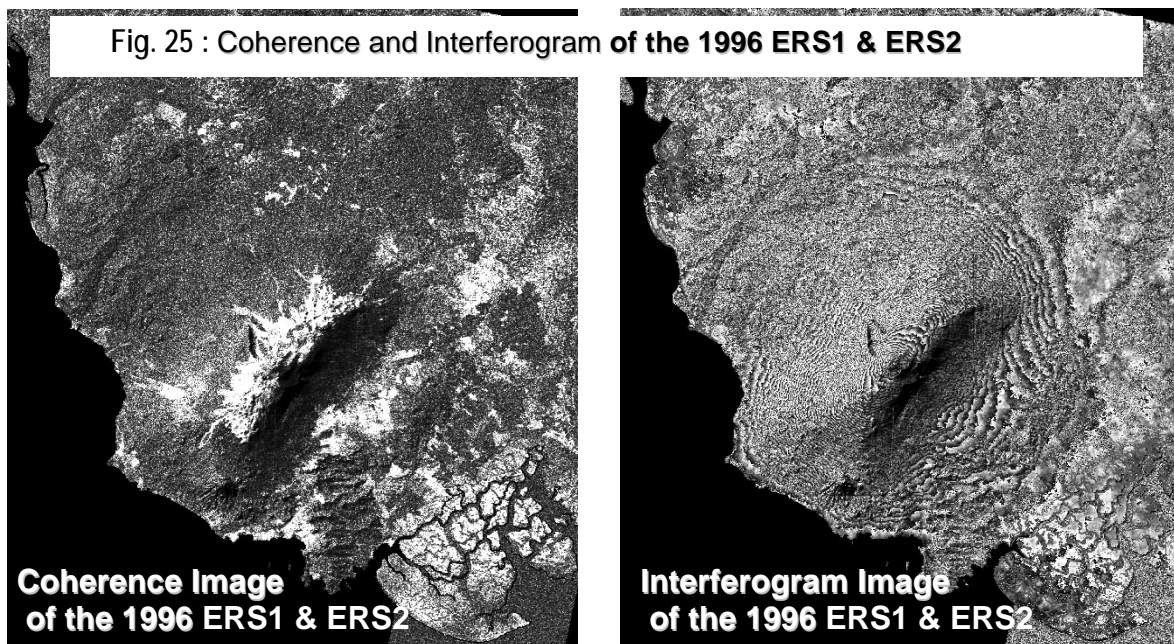 Fig. 25 : Coherence and Interferogram of the 1996 ERS1 & ERS2
Coherence Image
of the 1996 ERS1 & ERS2
Interferogram Image
of the 1996 ERS1 & ERS2